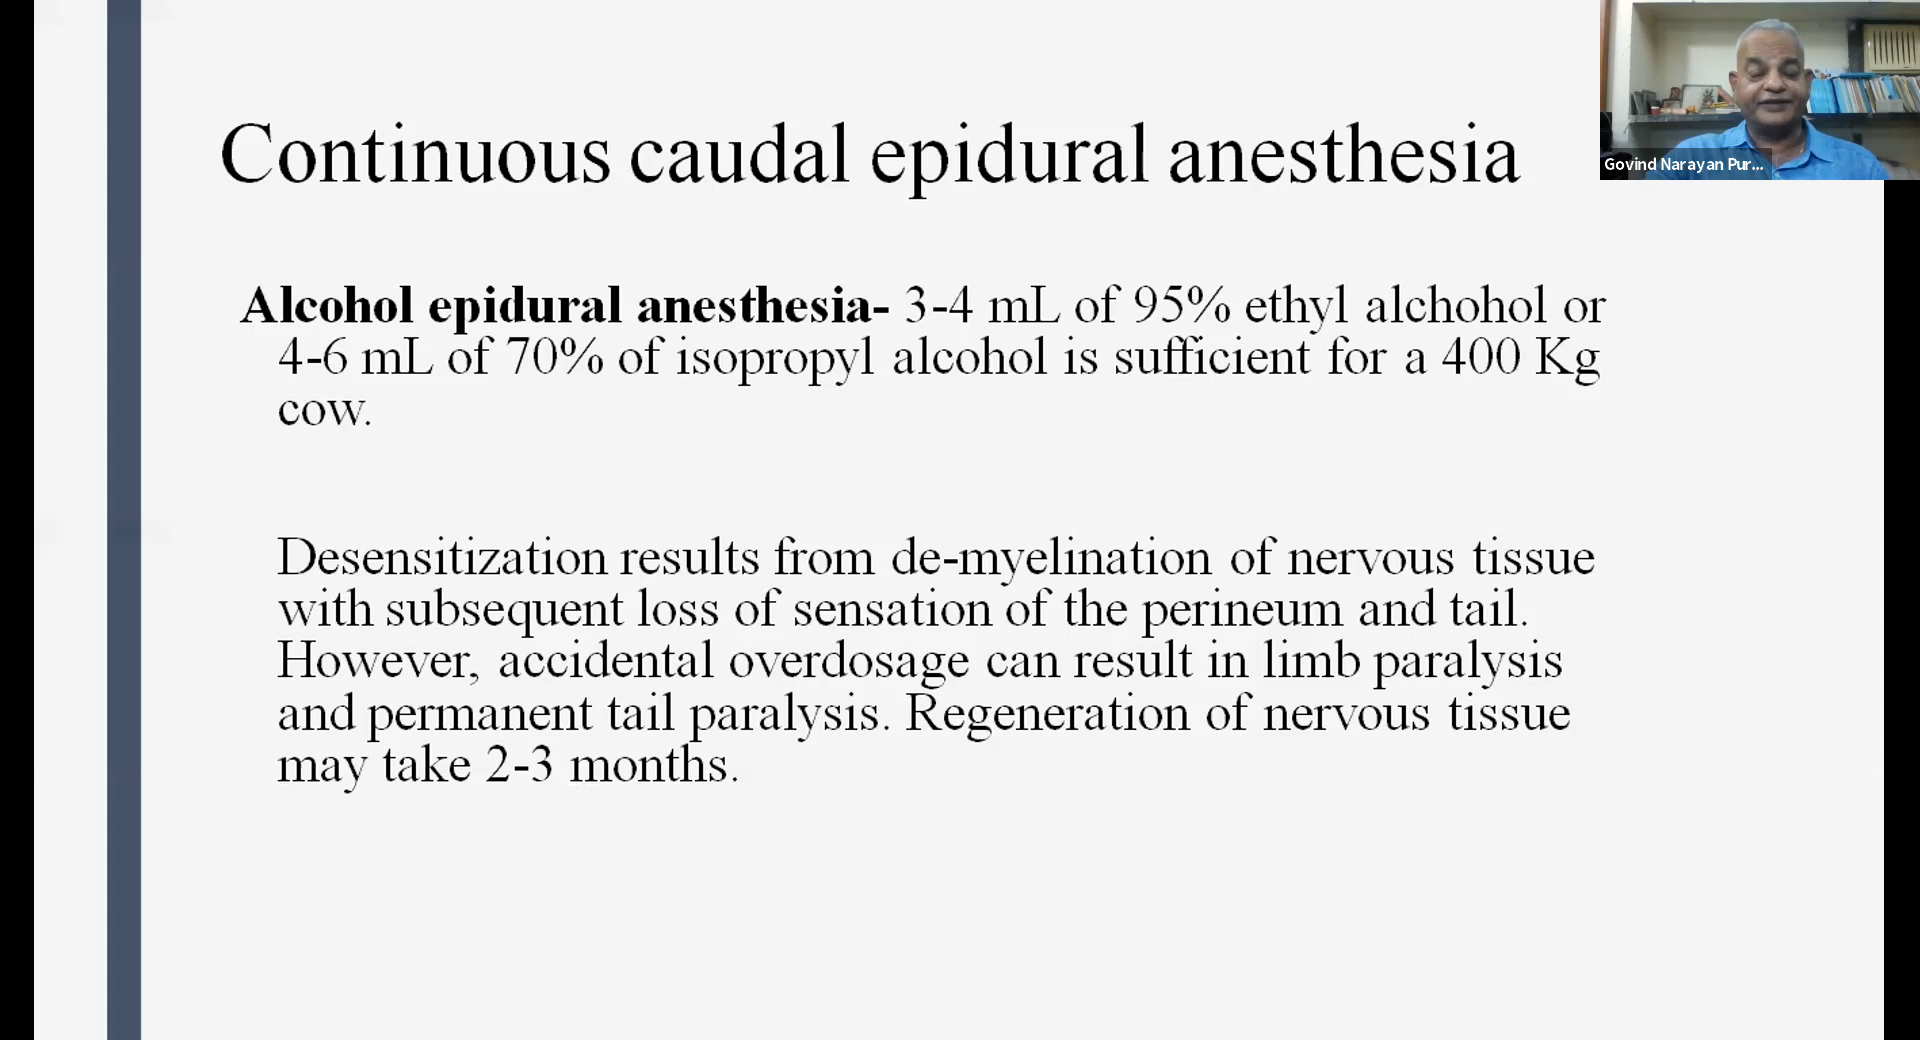 Continuous caudal epidural anesthesia
Alcohol epidural anesthesia- 3-4 mL of 95% ethyl alchohol or
4-6 mL of 70% of isopropyl alcohol is sufficient for a 400 Kg
cow.
Desensitization results from de-myelination of nervous tissue
with subsequent loss of sensation of the perineum and tail.
However, accidental overdosage can result in limb paralysis
and permanent tail paralysis. Regeneration of nervous tissue
may take 2-3 months.
Govind Narayan Pur...